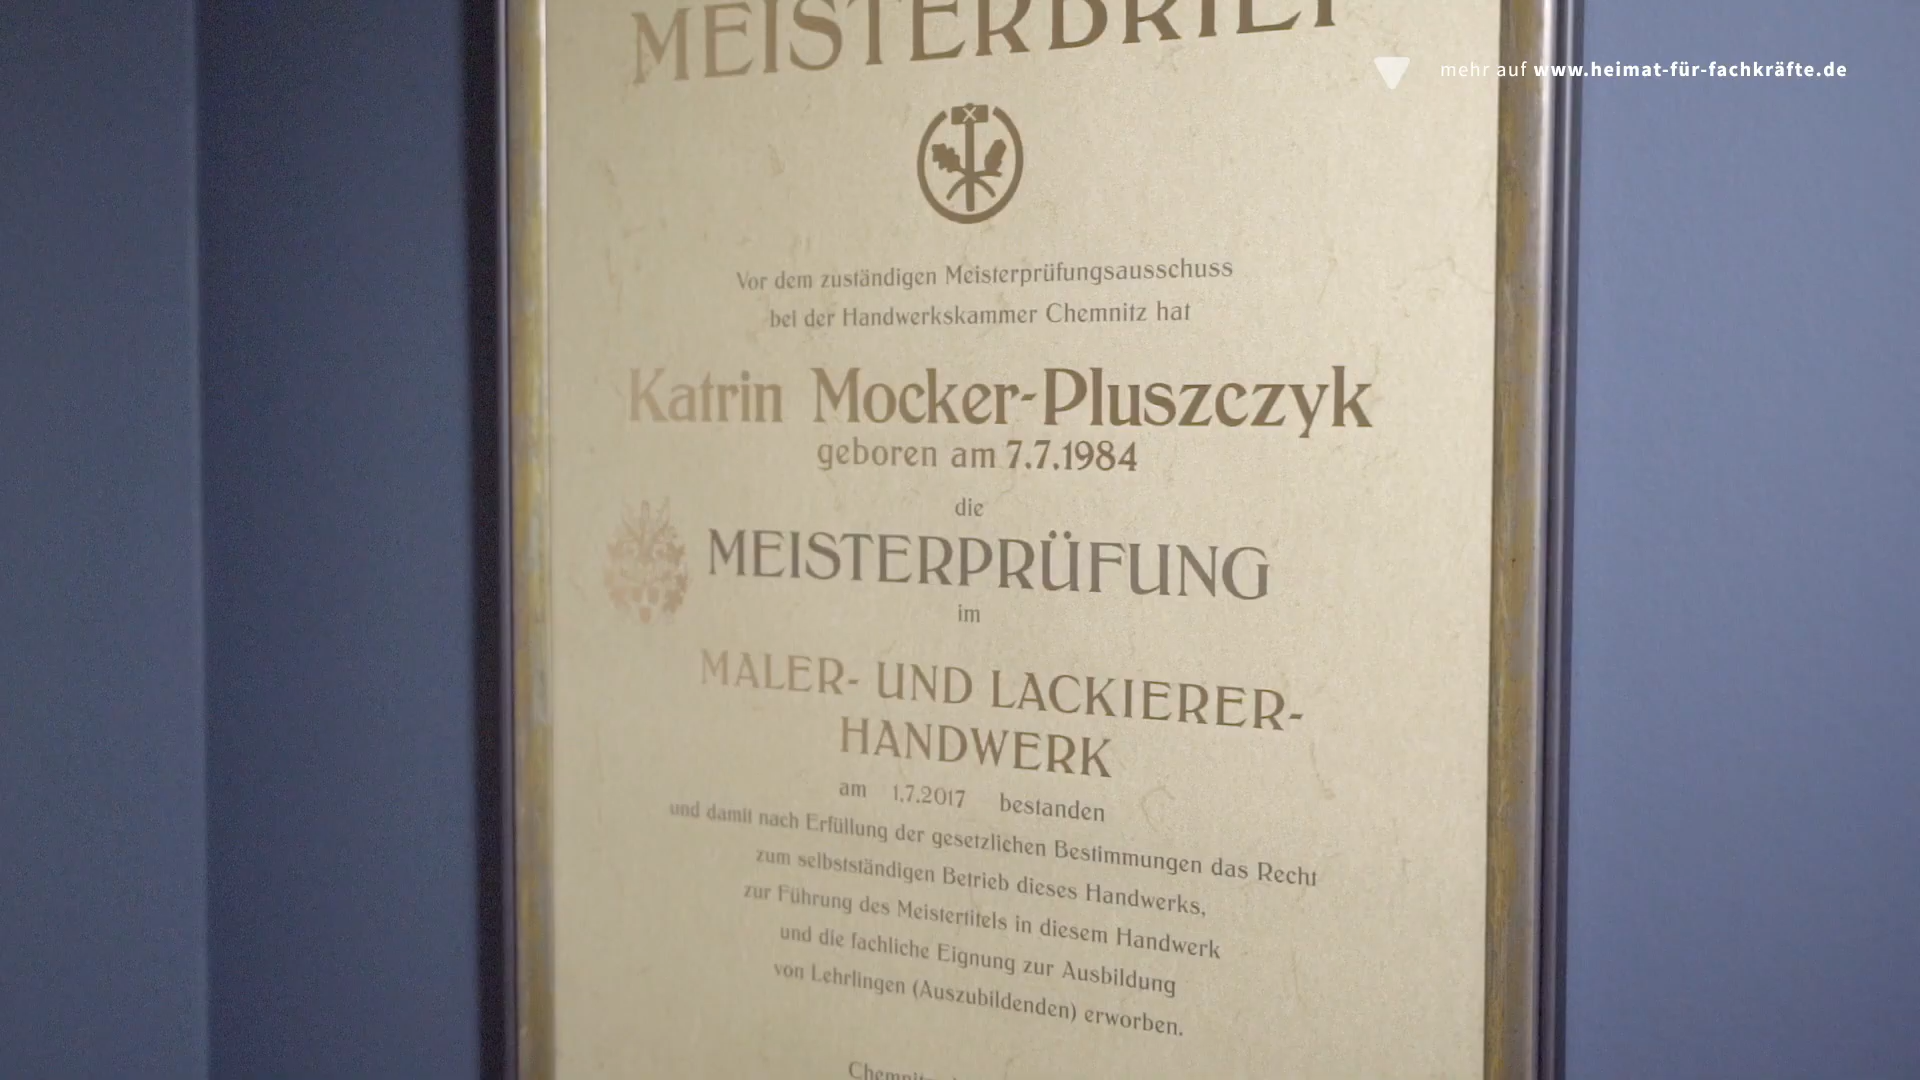 MEISTERBRIEF
mehr auf www.heimat-für-fachkräfte.de
Vor dem zuständigen Meisterprüfungsausschuss
bei der Handwerkskammer Chemnitz hat
Katrin Mocker-Pluszczyk
geboren am 7.7.1984
die
MEISTERPRÜFUNG
im
MALER- UND LACKIERER-
HANDWERK
am 1.7.2017 bestanden
und damit nach Erfüllung der gesetzlichen Bestimmungen das Recht
zum selbstständigen Betrieb dieses Handwerks,
zur Führung des Meistertitels in diesem Handwerk
und die fachliche Eignung zur Ausbildung
von Lehrlingen (Auszubildenden) erworben.